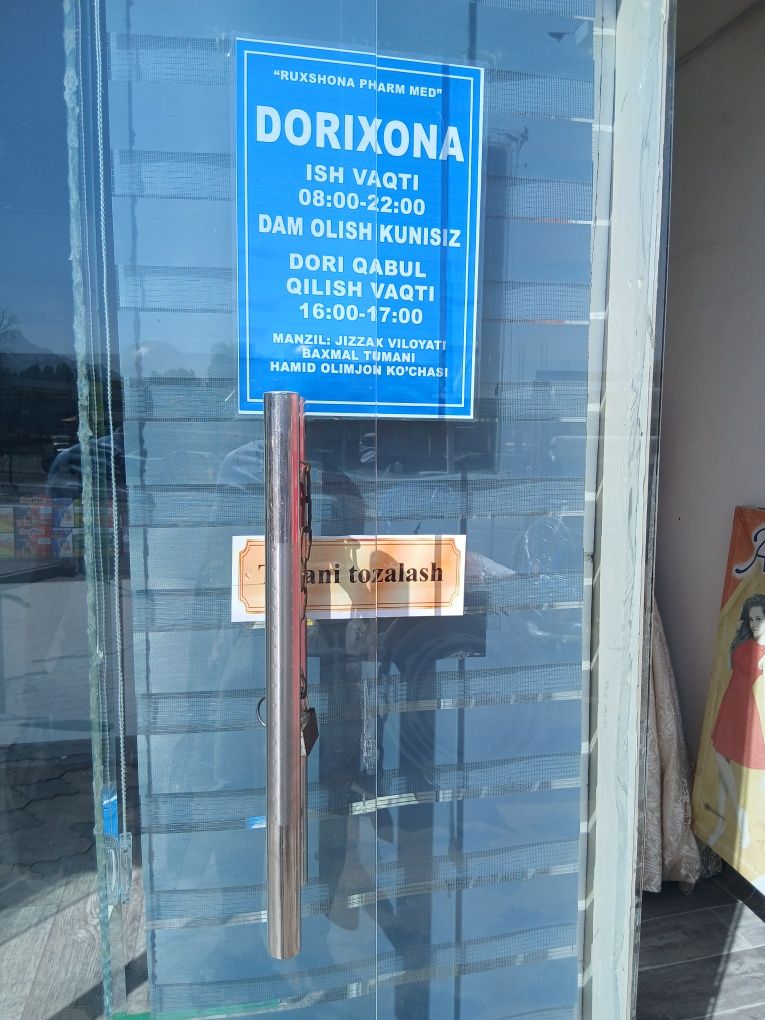 "RUXSHONA PHARM MED"
DORIXONA
ISH VAQTI
08:00-22:00
DAM OLISH KUNISIZ
DORI QABUL
QILISH VAQTI
16:00-17:00
MANZIL: JIZZAX VILOYATI
BAXMAL TUMANI
HAMID OLIMJON KO'CHASI
tozalash